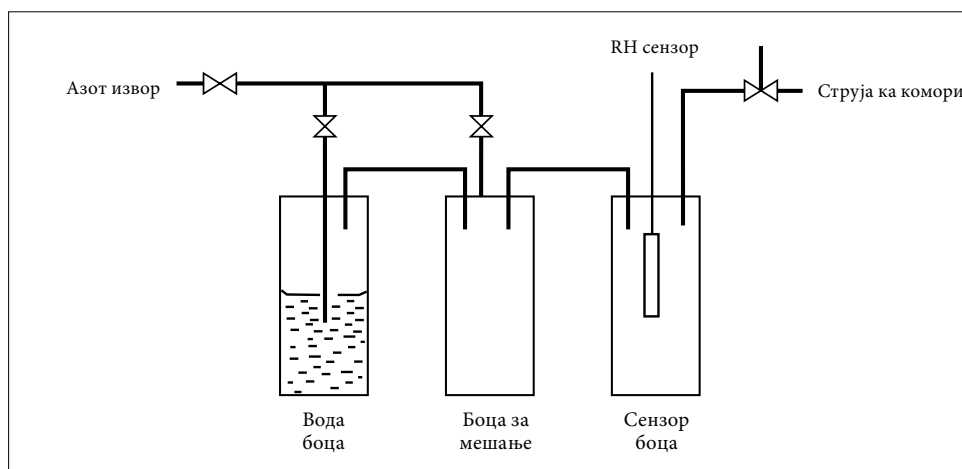 RH сензор
Азот извор
Струја ка комори
Вода
боца
Боца за
мешање
Сензор
боца